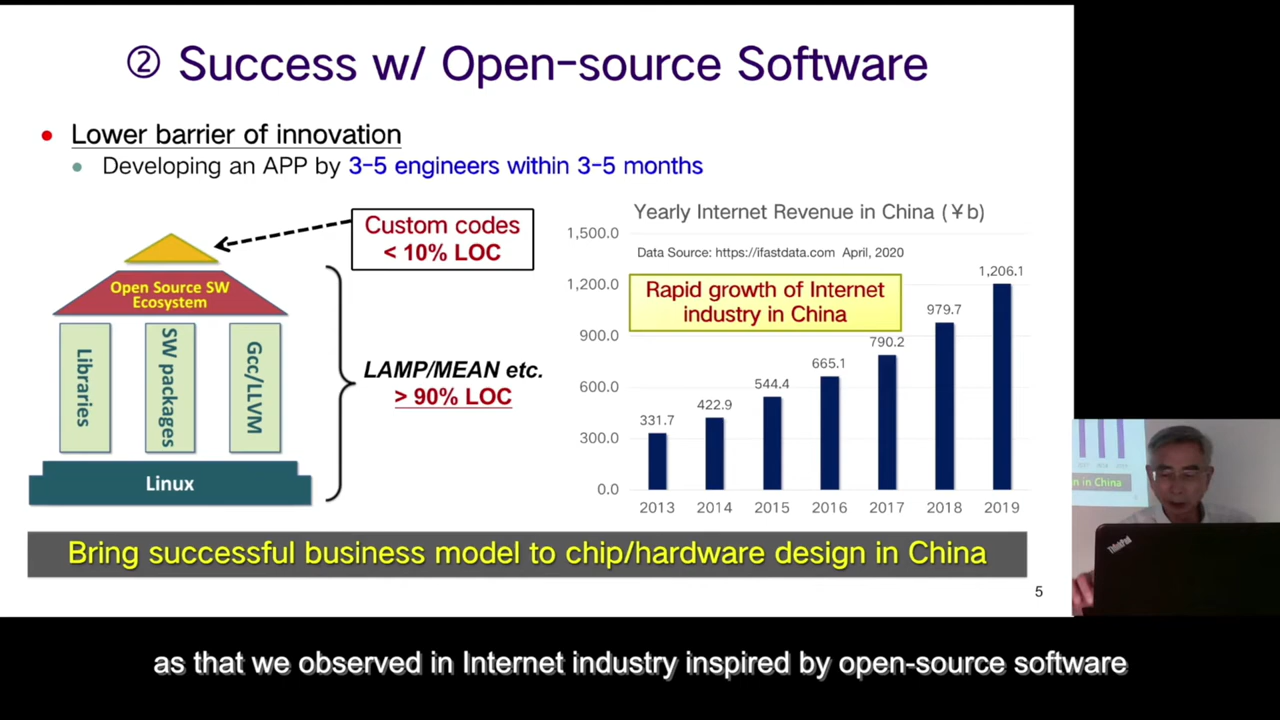 ② Success w/ Open-source Software
• Lower barrier of innovation
• Developing an APP by 3-5 engineers within 3-5 months
Custom codes
< 10% LOC
Open Source SW
Ecosystem
Libraries
SW packages
Gcc/LLVM
Linux
LAMP/MEAN etc.
> 90% LOC
Yearly Internet Revenue in China (¥b)
Data Source: https://ifastdata.com April, 2020
Rapid growth of Internet
industry in China
1,500.0
1,200.0
900.0
600.0
300.0
0.0
331.7
422.9
544.4
665.1
790.2
979.7
1,206.1
2013 2014 2015 2016 2017 2018 2019
Bring successful business model to chip/hardware design in China
5
n in China
ThinkPad
as that we observed in Internet industry inspired by open-source software